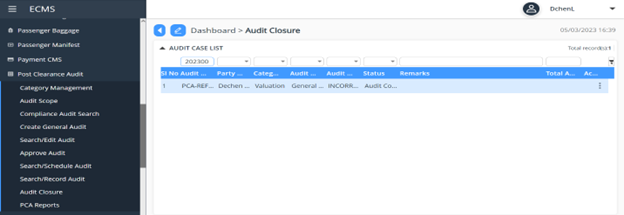 ECMS
DchenL
Passenger Baggage
Passenger Manifest
Payment CMS
Post Clearance Audit
Category Management
Audit Scope
Compliance Audit Search
Create General Audit
Search/Edit Audit
Approve Audit
Search/Schedule Audit
Search/Record Audit
Audit Closure
PCA Reports
Dashboard > Audit Closure
05/03/2023 16:39
AUDIT CASE LIST
Total record(s):1
202300
Sl No Audit ... Party ... Categ... Audit ... Audit ... Status Remarks Total A... Ac...
1 PCA-REF... Dechen ... Valuation General ... INCORR... Audit Co...